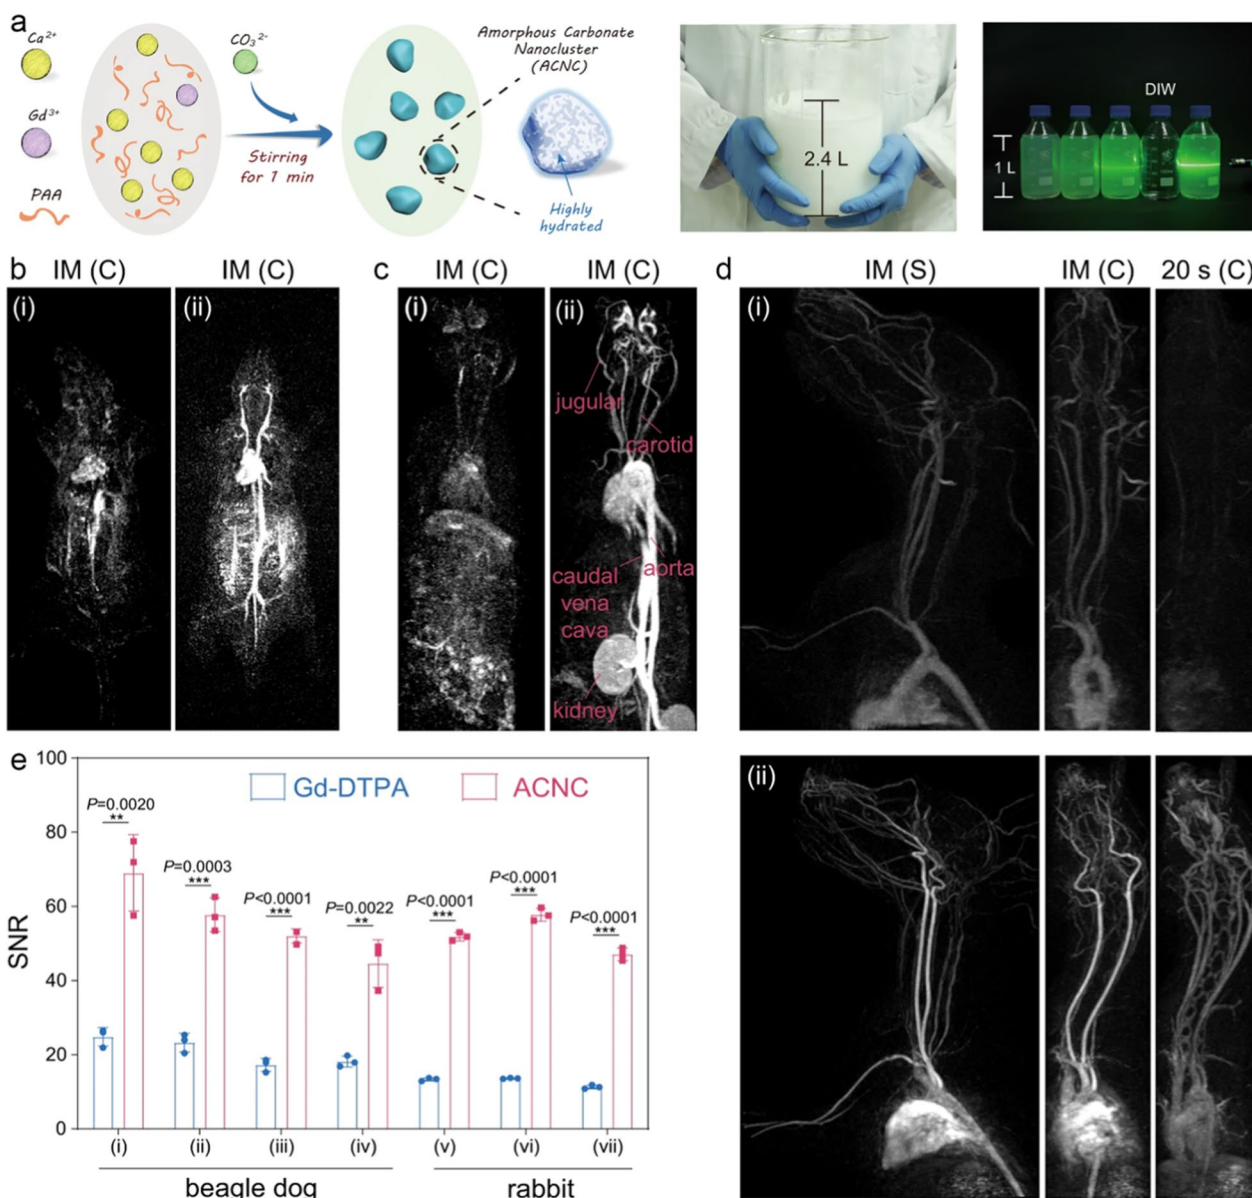 a
Ca²⁺
Gd³⁺
PAA
CO₃²⁻
Stirring
for 1 min
Amorphous Carbonate
Nanocluster
(ACNC)
Highly
hydrated
2.4 L
DIW
1 L
b
IM (C)
IM (C)
(i)
(ii)
c
IM (C)
IM (C)
(i)
(ii)
jugular
carotid
caudal
vena
cava
aorta
kidney
d
IM (S)
IM (C)
20 s (C)
(i)
(ii)
e
SNR
100
80
60
40
20
0
Gd-DTPA
ACNC
P=0.0020
**
P=0.0003
***
P<0.0001
***
P=0.0022
**
P<0.0001
***
P<0.0001
***
P<0.0001
***
(i)
(ii)
(iii)
(iv)
(v)
(vi)
(vii)
beagle dog
rabbit